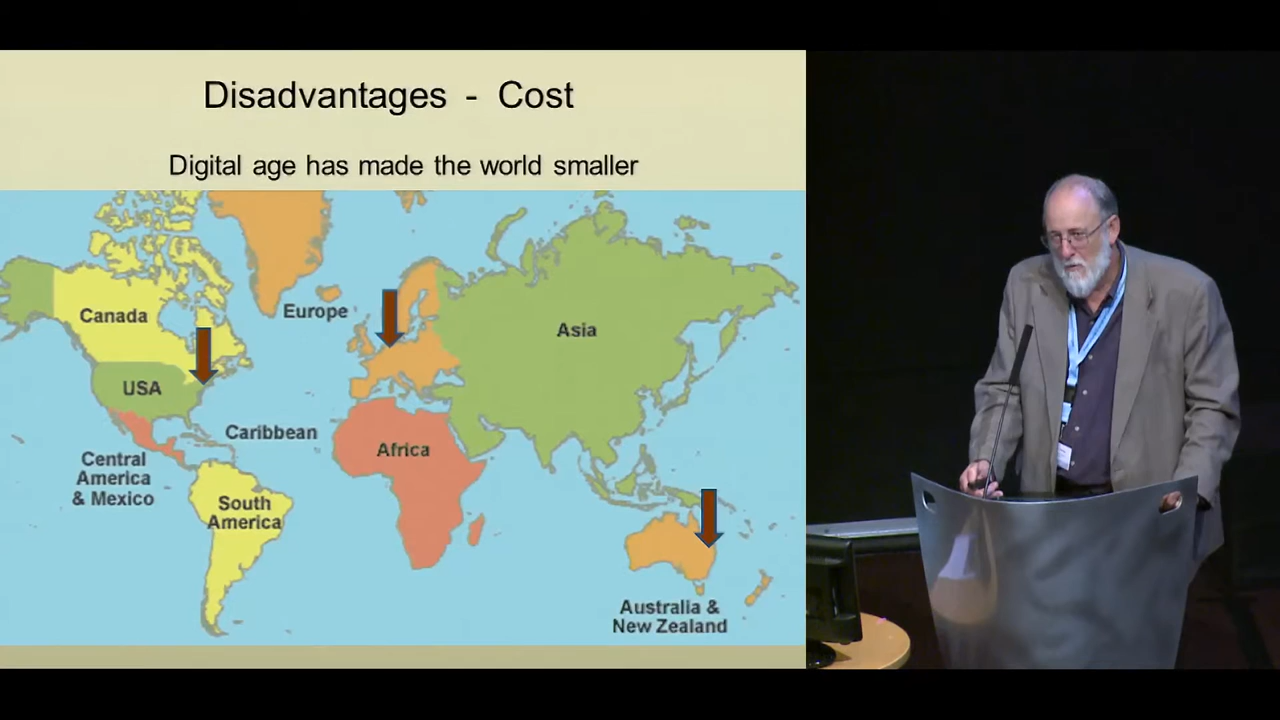 Disadvantages - Cost
Digital age has made the world smaller
Canada
Europe
Asia
USA
Caribbean
Africa
Central
America
& Mexico
South
America
Australia &
New Zealand